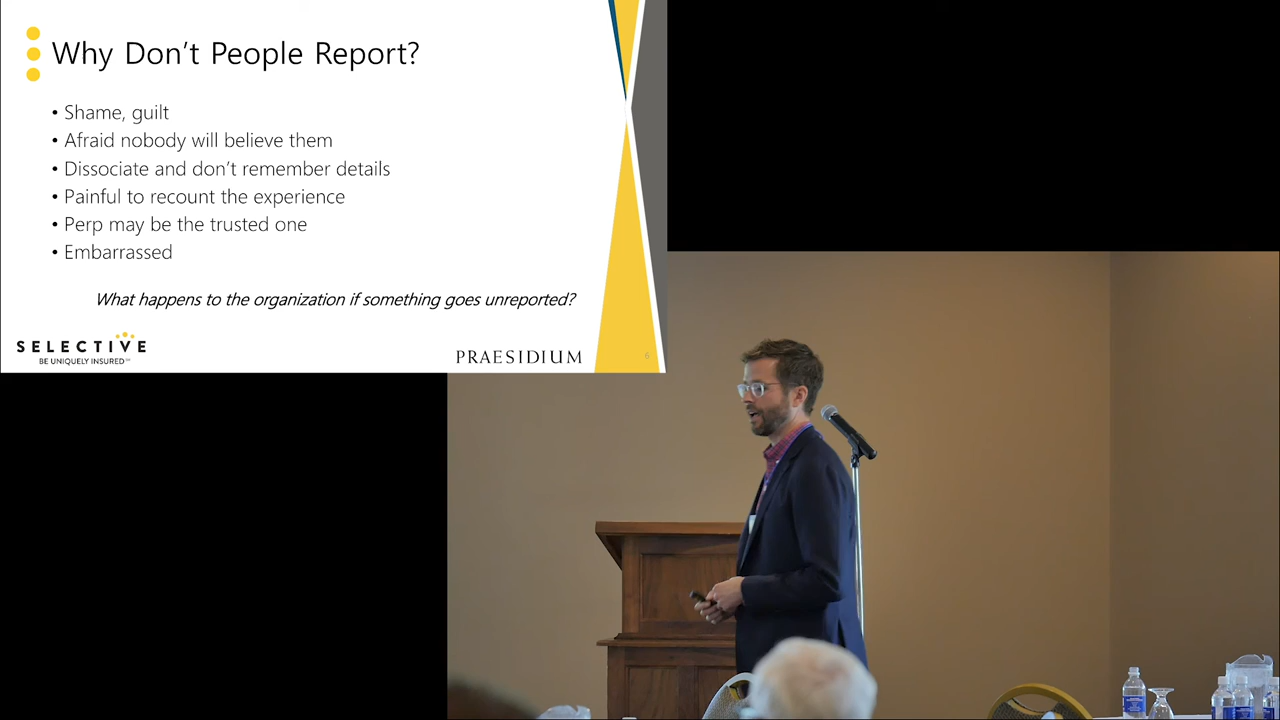 Why Don't People Report?
• Shame, guilt
• Afraid nobody will believe them
• Dissociate and don't remember details
• Painful to recount the experience
• Perp may be the trusted one
• Embarrassed
What happens to the organization if something goes unreported?
SELECTIVE
BE UNIQUELY INSURED℠
PRAESIDIUM
6